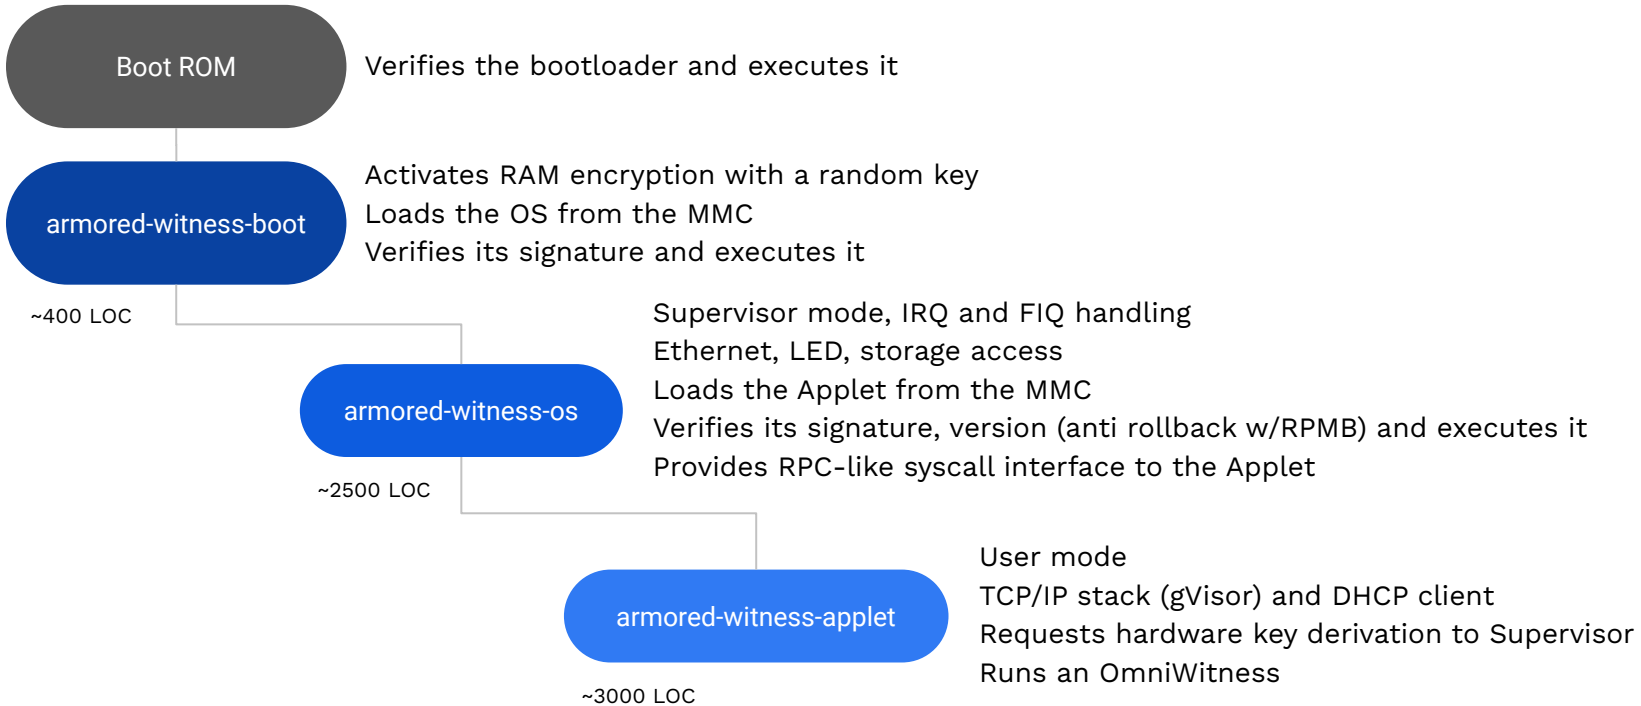 Boot ROM
Verifies the bootloader and executes it
armored-witness-boot
Activates RAM encryption with a random key
Loads the OS from the MMC
Verifies its signature and executes it
~400 LOC
armored-witness-os
Supervisor mode, IRQ and FIQ handling
Ethernet, LED, storage access
Loads the Applet from the MMC
Verifies its signature, version (anti rollback w/RPMB) and executes it
Provides RPC-like syscall interface to the Applet
~2500 LOC
armored-witness-applet
User mode
TCP/IP stack (gVisor) and DHCP client
Requests hardware key derivation to Supervisor
Runs an OmniWitness
~3000 LOC